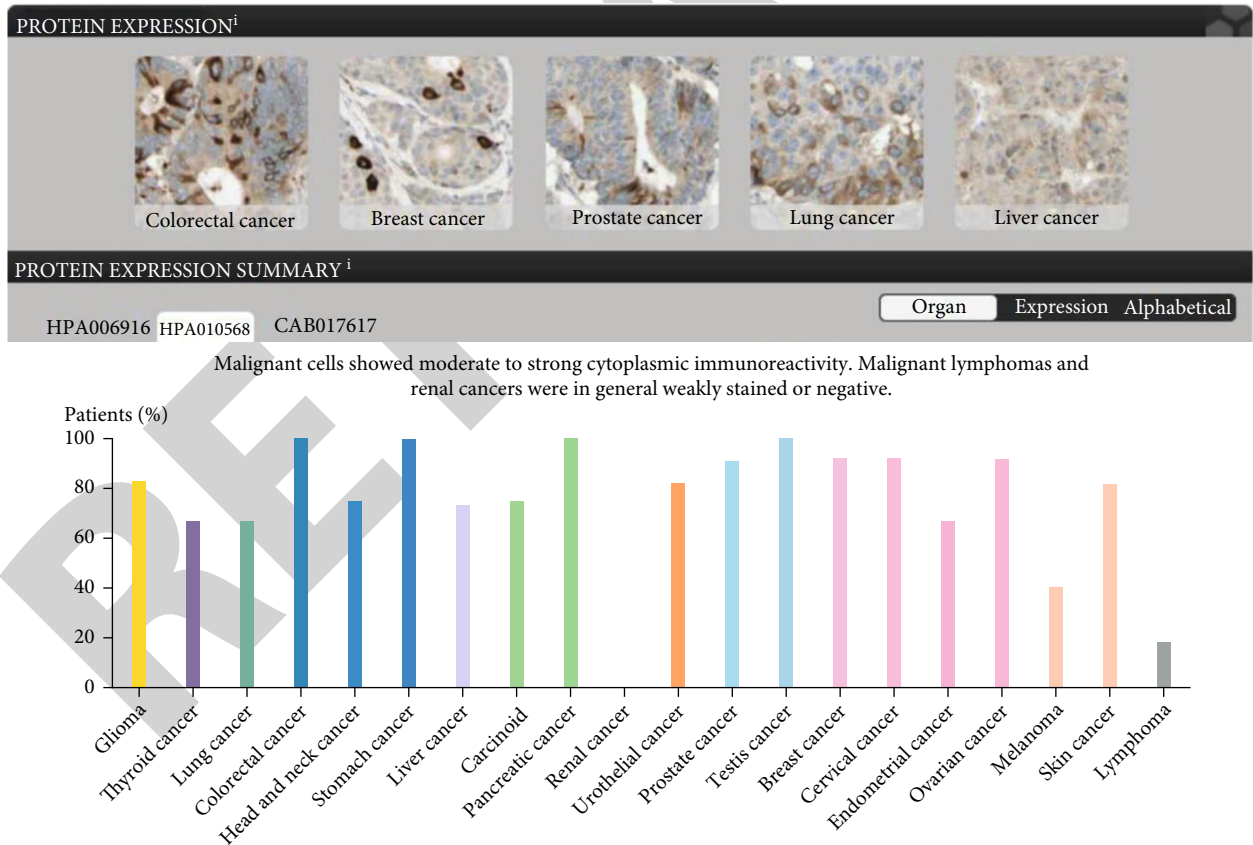 PROTEIN EXPRESSIONi
Colorectal cancer
Breast cancer
Prostate cancer
Lung cancer
Liver cancer
PROTEIN EXPRESSION SUMMARY i
HPA006916 HPA010568 CAB017617
Organ Expression Alphabetical
Malignant cells showed moderate to strong cytoplasmic immunoreactivity. Malignant lymphomas and
renal cancers were in general weakly stained or negative.
Patients (%)
100
80
60
40
20
0
Glioma
Thyroid cancer
Lung cancer
Colorectal cancer
Head and neck cancer
Stomach cancer
Liver cancer
Carcinoid
Pancreatic cancer
Renal cancer
Urothelial cancer
Prostate cancer
Testis cancer
Breast cancer
Cervical cancer
Endometrial cancer
Ovarian cancer
Melanoma
Skin cancer
Lymphoma